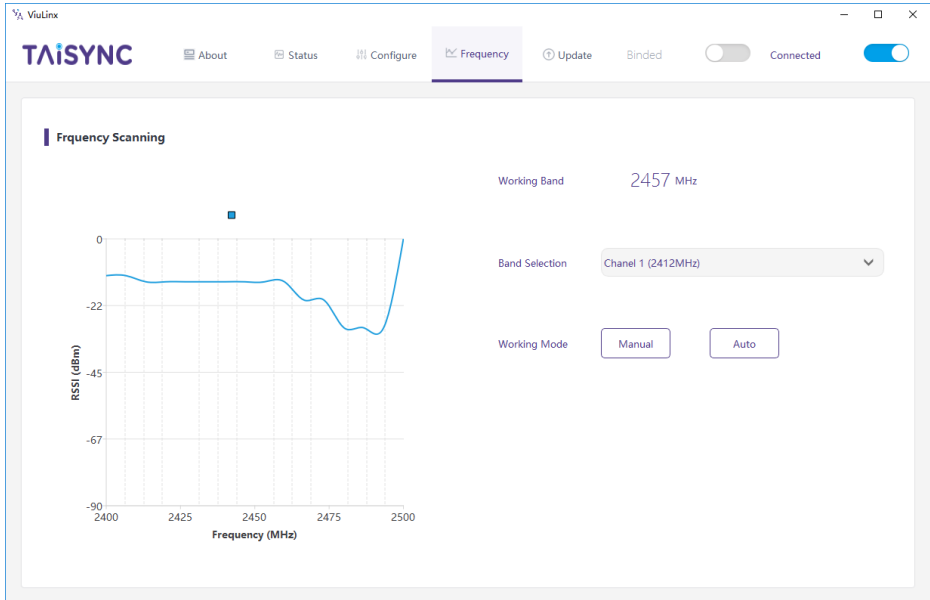 ViuLinx
TAiSYNC
About
Status
Configure
Frequency
Update
Binded
Connected
Frquency Scanning
Working Band
2457 MHz
Band Selection
Chanel 1 (2412MHz)
Working Mode
Manual
Auto
0
-22
-45
-67
-90
RSSI (dBm)
2400 2425 2450 2475 2500
Frequency (MHz)